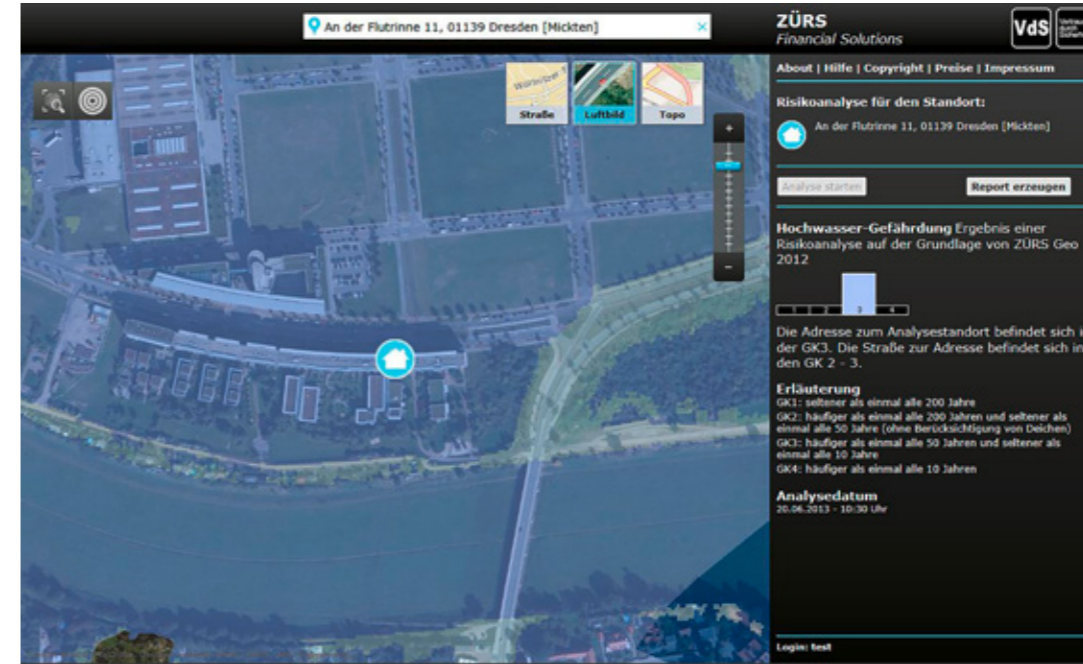 An der Flutrinne 11, 01139 Dresden [Mickten]
ZÜRS
Financial Solutions
VdS
About | Hilfe | Copyright | Preise | Impressum
Straße
Luftbild
Topo
Risikoanalyse für den Standort:
An der Flutrinne 11, 01139 Dresden [Mickten]
Analyse starten
Report erzeugen
Hochwasser-Gefährdung Ergebnis einer
Risikoanalyse auf der Grundlage von ZÜRS Geo
2012
1 2 3 4
Die Adresse zum Analysestandort befindet sich
der GK3. Die Straße zur Adresse befindet sich in
den GK 2 - 3.
Erläuterung
GK1: seltener als einmal alle 200 Jahre
GK2: häufiger als einmal alle 200 Jahren und seltener als
einmal alle 50 Jahre (ohne Berücksichtigung von Deichen)
GK3: häufiger als einmal alle 50 Jahren und seltener als
einmal alle 10 Jahre
GK4: häufiger als einmal alle 10 Jahren
Analysedatum
20.06.2013 - 10:30 Uhr
Login: test